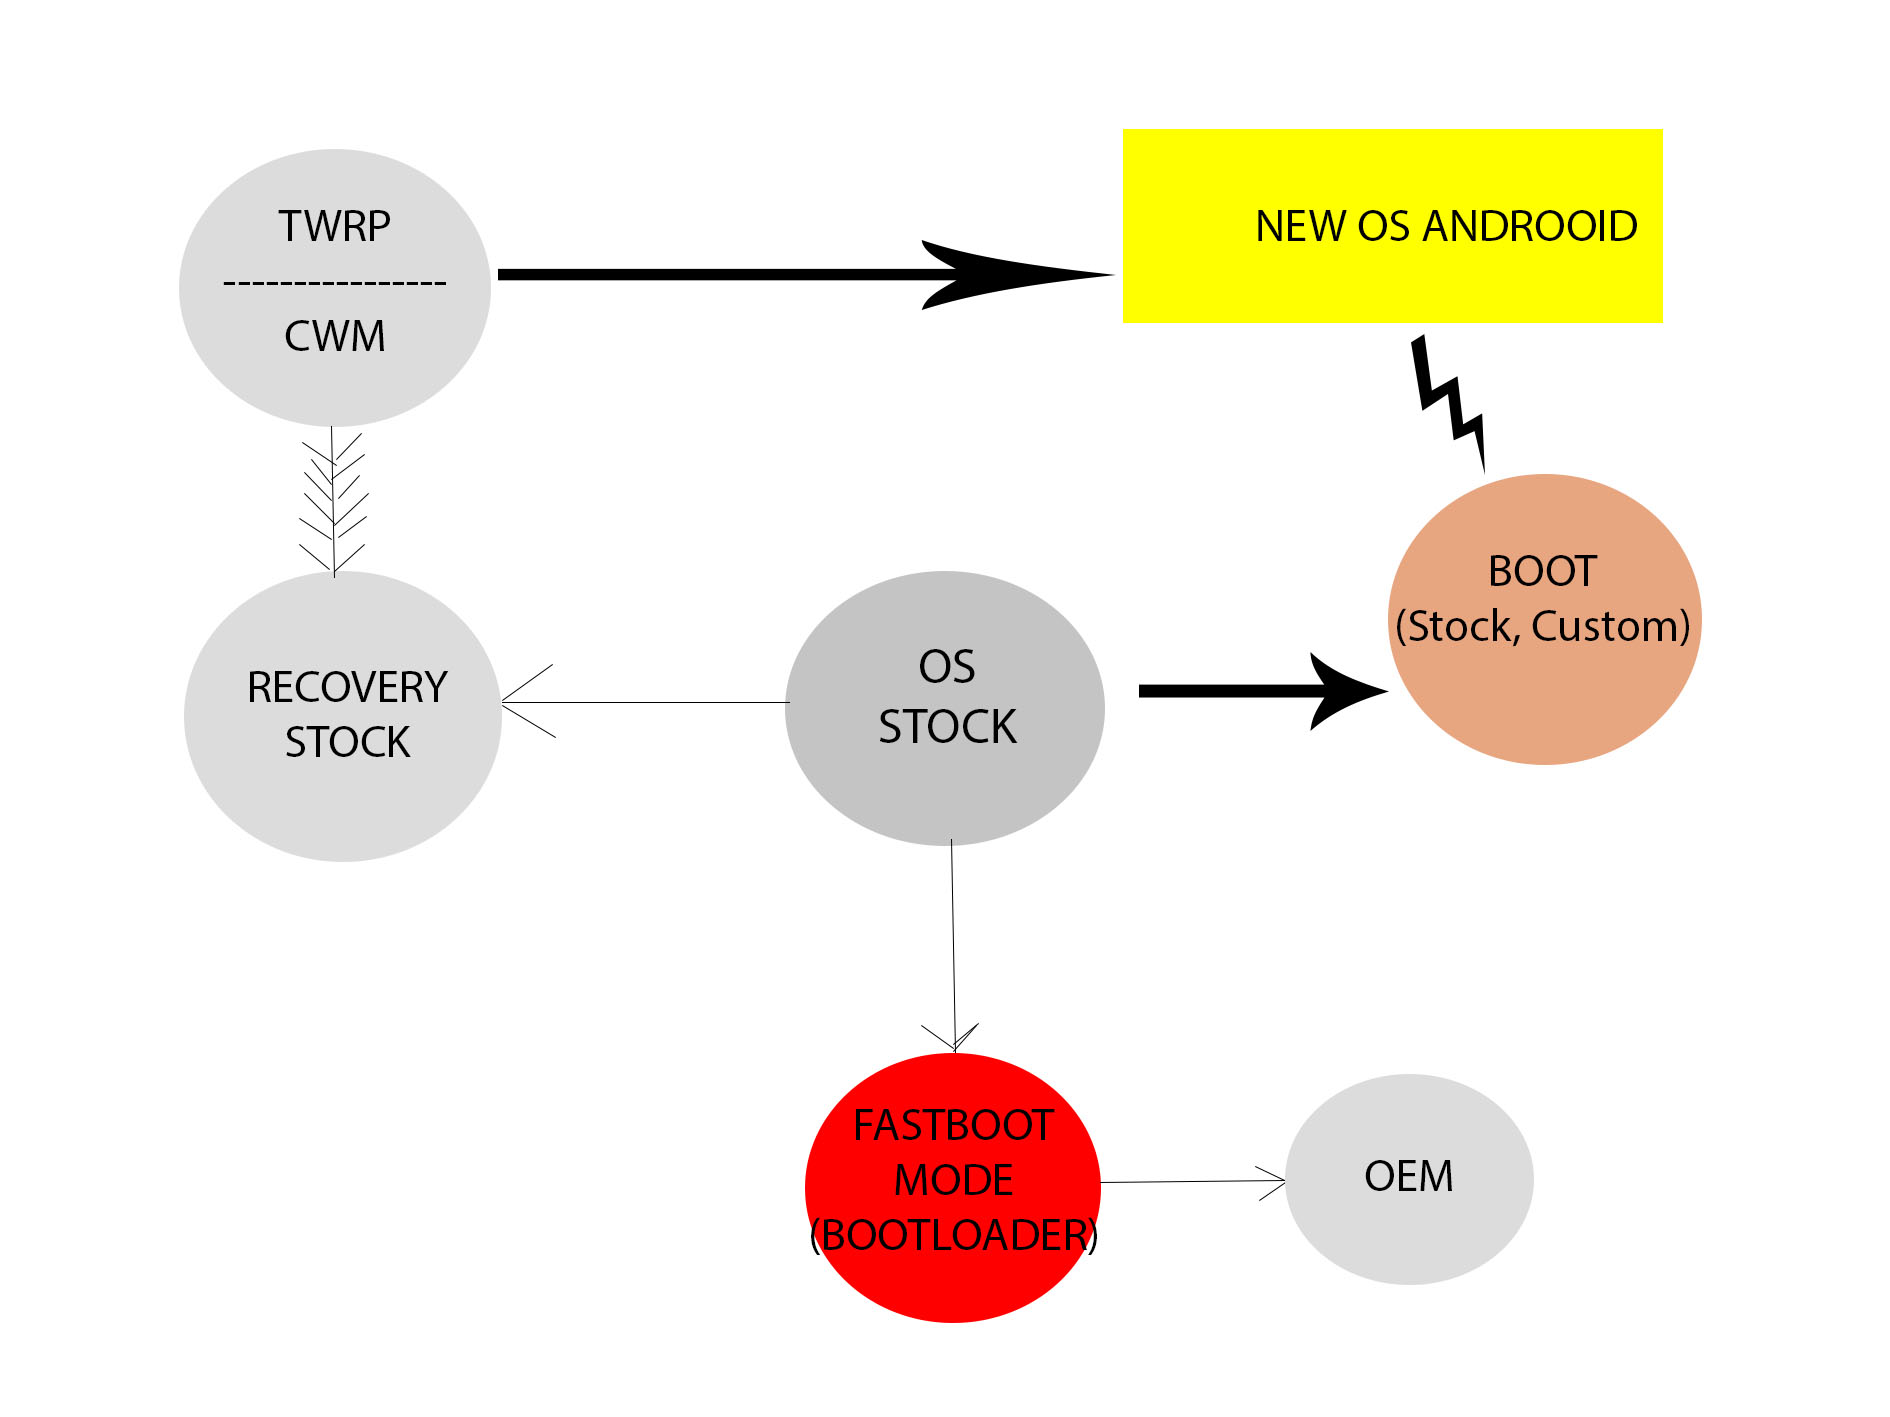 TWRP
-----------------
CWM
NEW OS ANDROOID
BOOT
(Stock, Custom)
RECOVERY
STOCK
OS
STOCK
FASTBOOT
MODE
(BOOTLOADER)
OEM